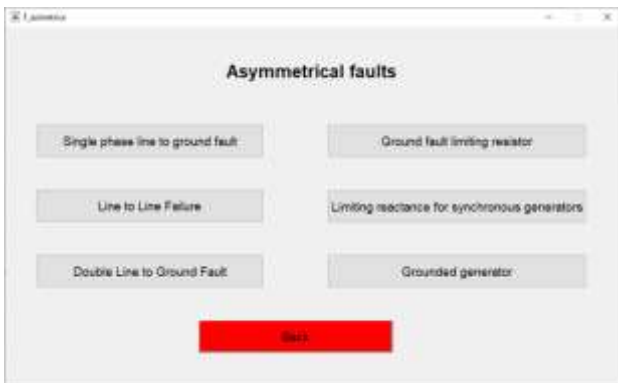 Asymmetrical faults
Single phase line to ground fault
Ground fault limiting resistor
Line to Line Failure
Limiting reactance for synchronous generators
Double Line to Ground Fault
Grounded generator
Back